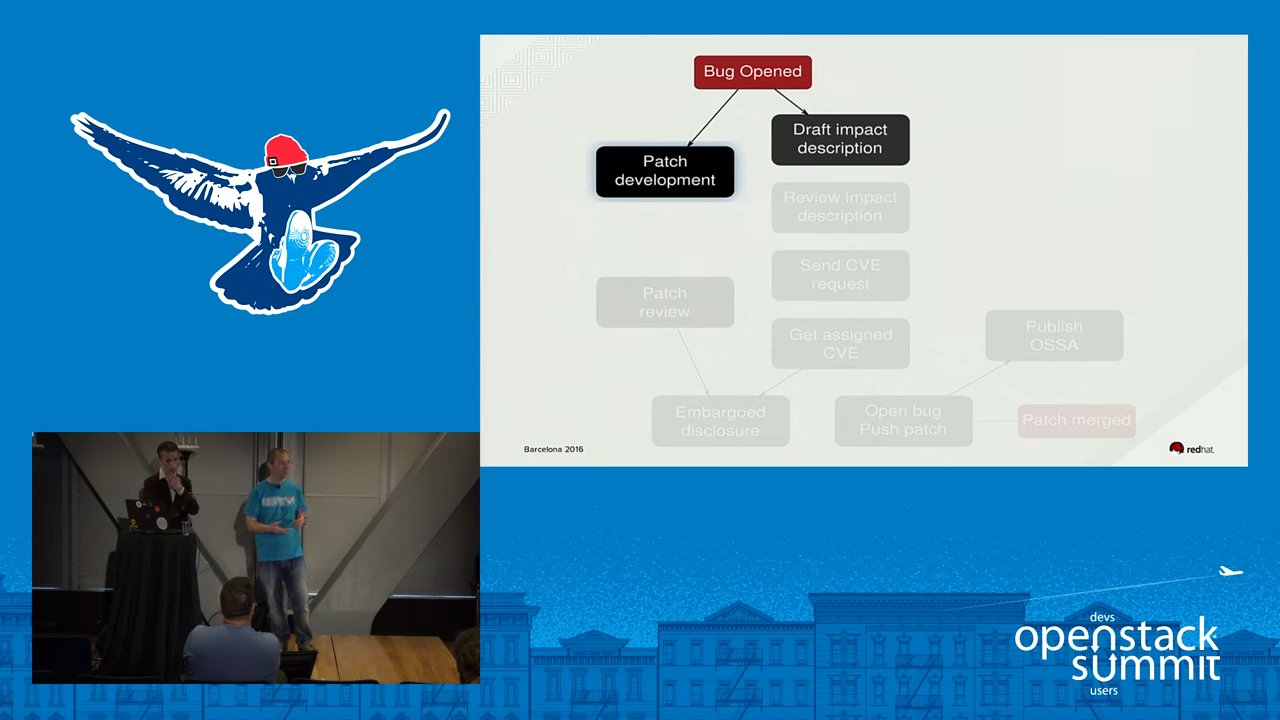 Bug Opened
Draft impact
description
Patch
development
Review impact
description
Send CVE
request
Patch
review
Get assigned
CVE
Publish
OSSA
Embargoed
disclosure
Open bug
Push patch
Patch merged
Barcelona 2016
redhat.
devs
openstack
summit
users